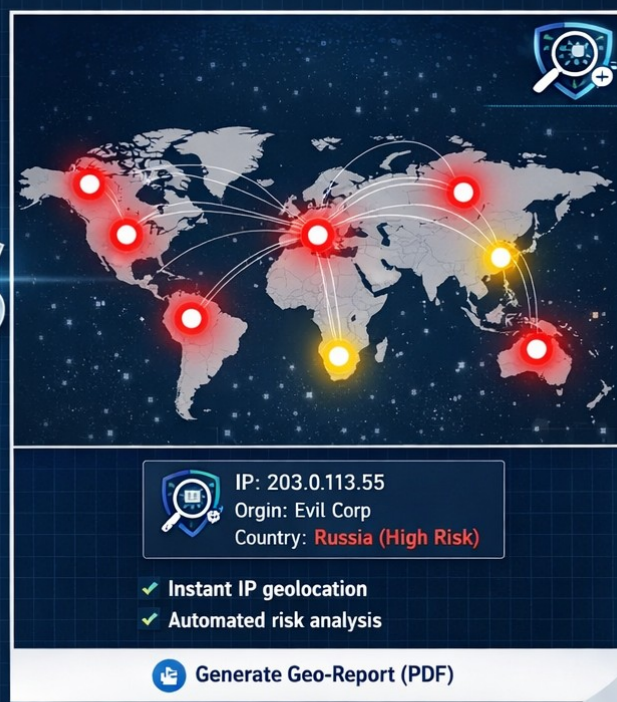 IP: 203.0.113.55
Orgin: Evil Corp
Country: Russia (High Risk)
Instant IP geolocation
Automated risk analysis
Generate Geo-Report (PDF)